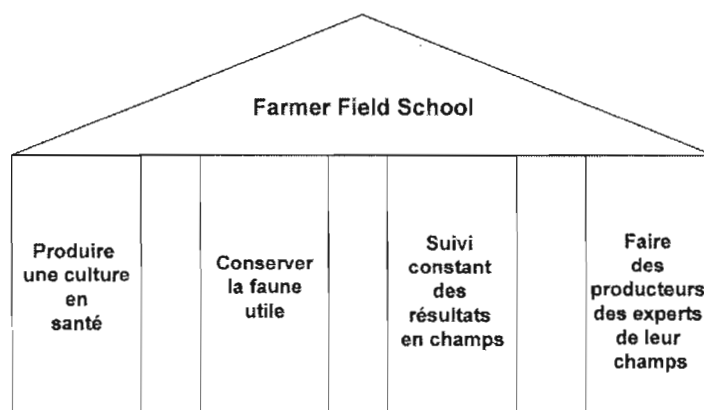 Farmer Field School
Produire
une culture
en
santé
Conserver
la faune
utile
Suivi
constant
des
résultats
en champs
Faire
des
producteurs
des experts
de leur
champs